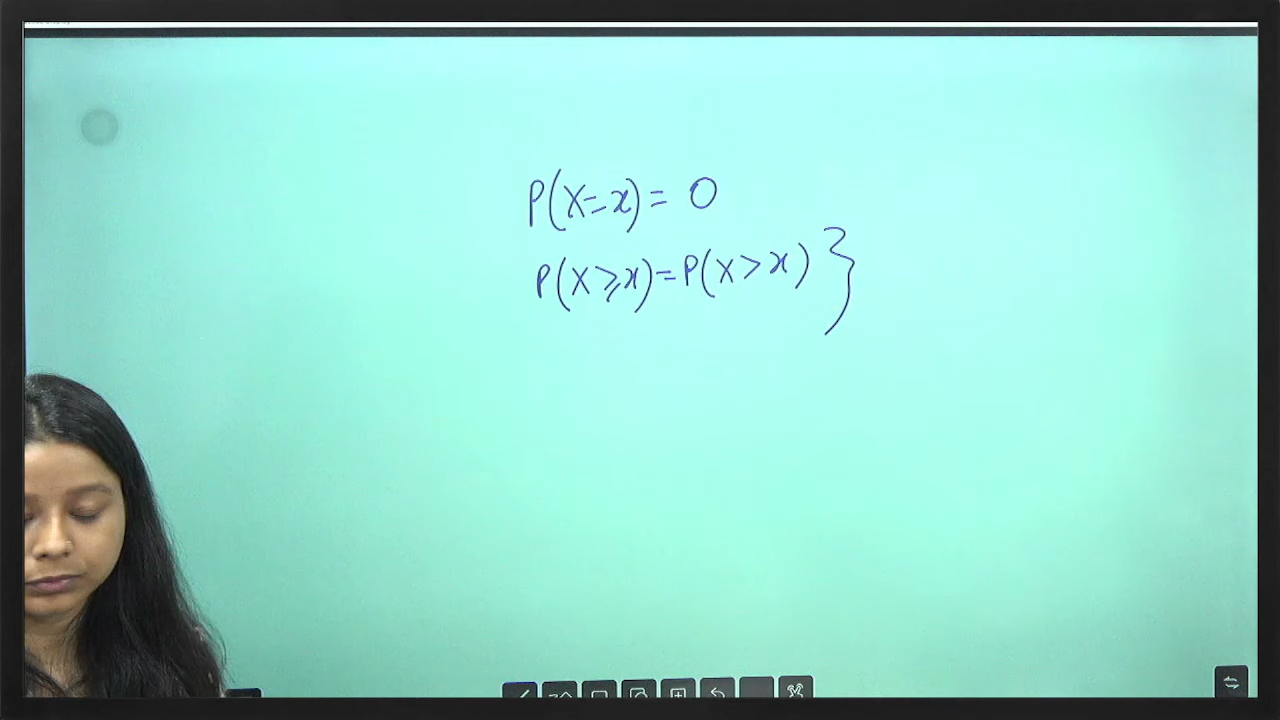 P(X=x) = 0
P(X⩾x)=P(X>x) }